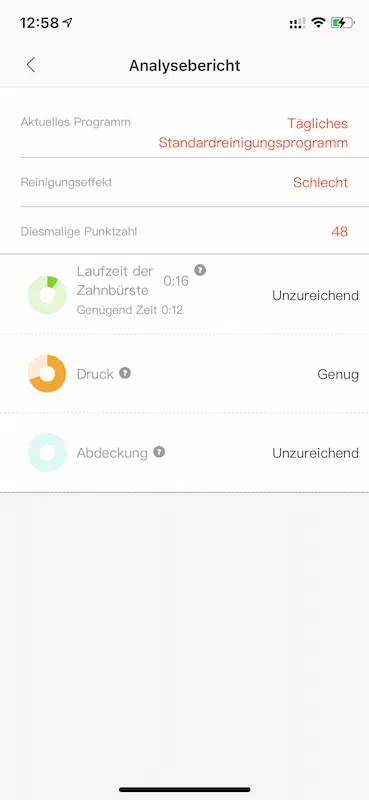 12:58
Analysebericht
Aktuelles Programm
Tägliches
Standardreinigungsprogramm
Reinigungseffekt
Schlecht
Diesmalige Punktzahl
48
Laufzeit der
Zahnbürste
0:16
?
Genügend Zeit 0:12
Unzureichend
Druck ?
Genug
Abdeckung ?
Unzureichend